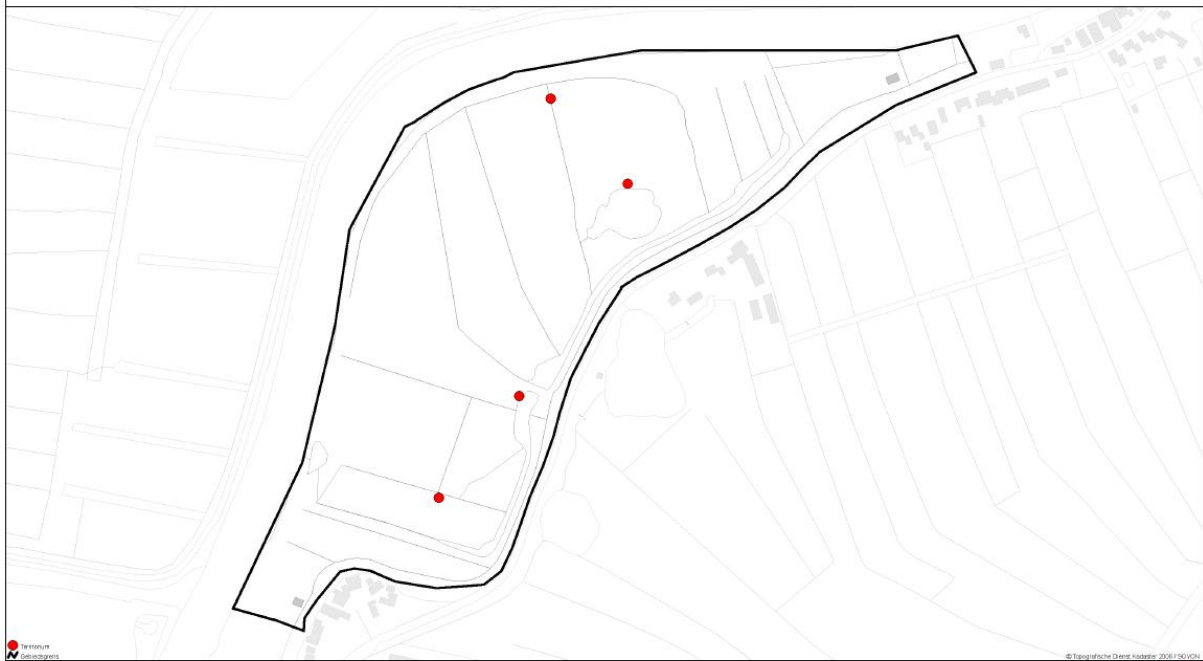 Territorium
Gebiedsgrens
© Topografische Dienst Kadaster 2006 / SOVON